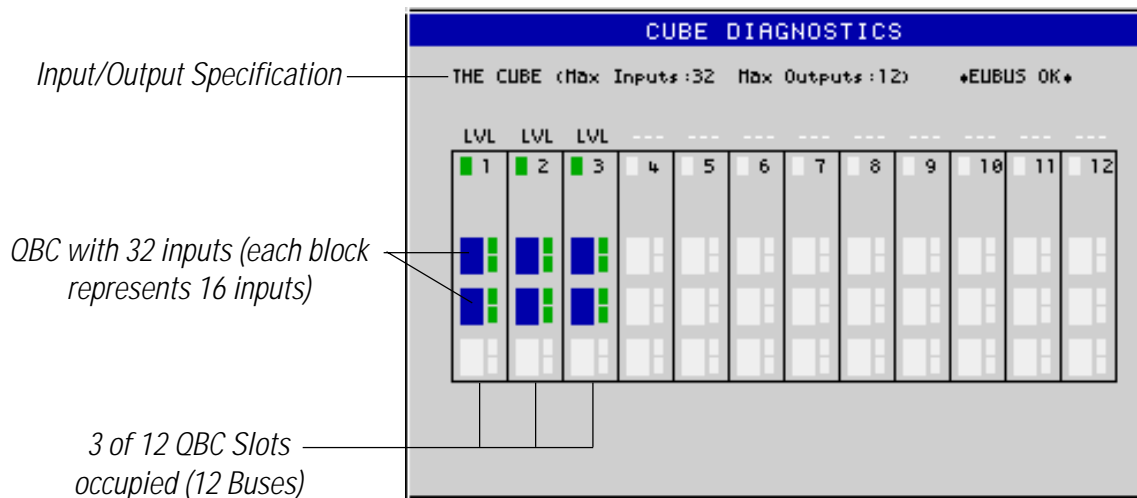 CUBE DIAGNOSTICS
Input/Output Specification
THE CUBE (Max Inputs:32 Max Outputs:12) ♦EUBUS OK♦
LVL LVL LVL --- --- --- --- --- --- --- --- ---
1 2 3 4 5 6 7 8 9 10 11 12
QBC with 32 inputs (each block
represents 16 inputs)
3 of 12 QBC Slots
occupied (12 Buses)